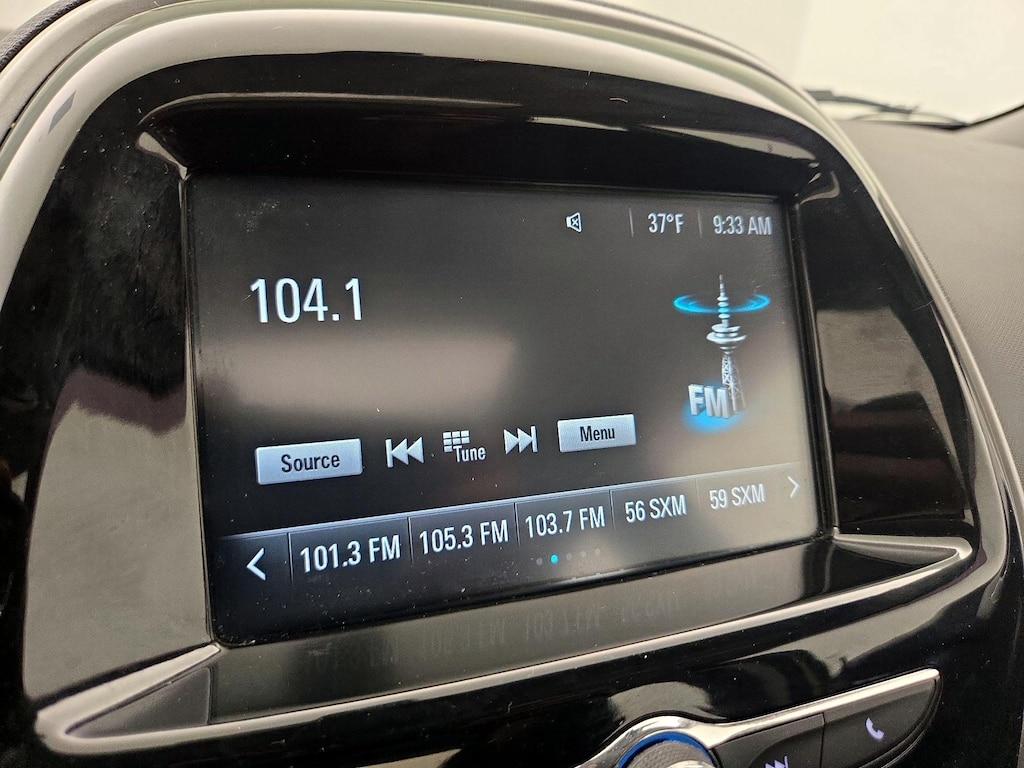 37°F 9:33 AM
104.1
FM
Source Tune Menu
101.3 FM 105.3 FM 103.7 FM 56 SXM 59 SXM